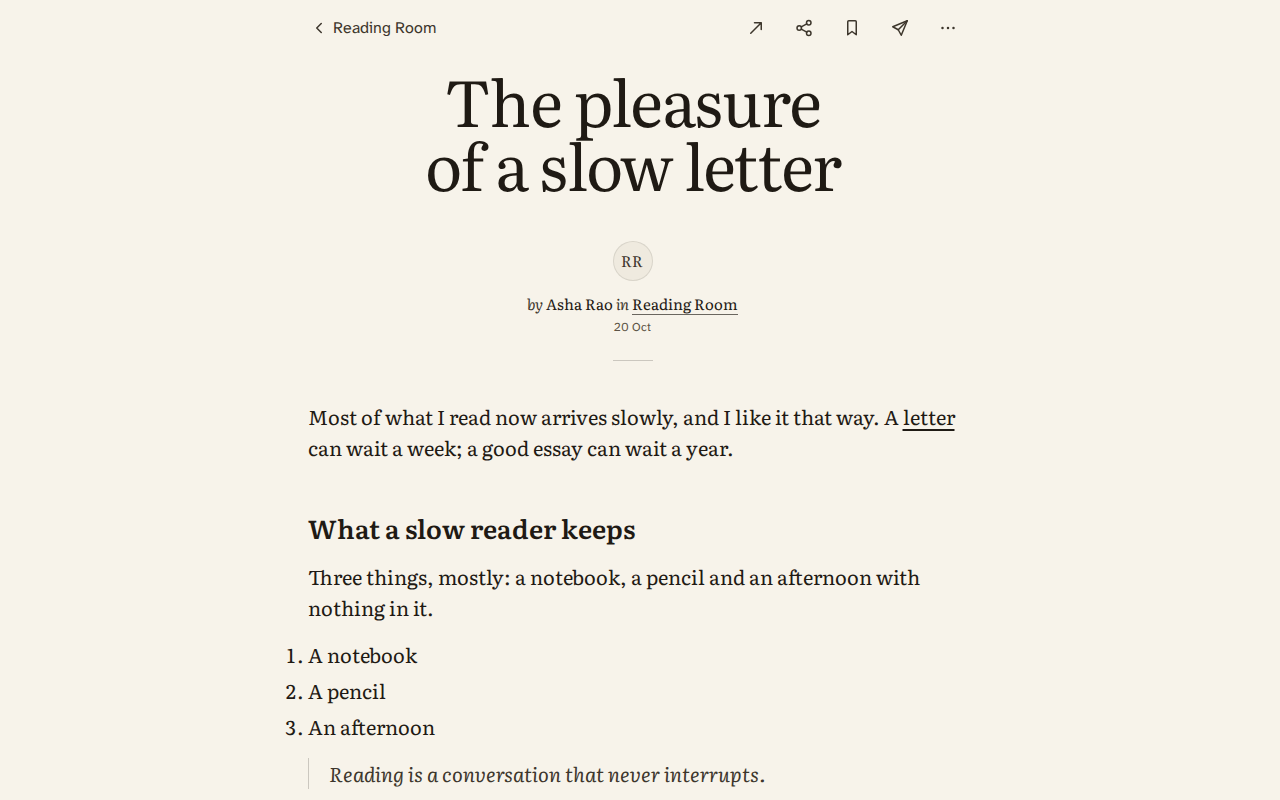 Reading Room
The pleasure
of a slow letter
RR
by Asha Rao in Reading Room
20 Oct
Most of what I read now arrives slowly, and I like it that way. A letter
can wait a week; a good essay can wait a year.
What a slow reader keeps
Three things, mostly: a notebook, a pencil and an afternoon with
nothing in it.
1. A notebook
2. A pencil
3. An afternoon
Reading is a conversation that never interrupts.